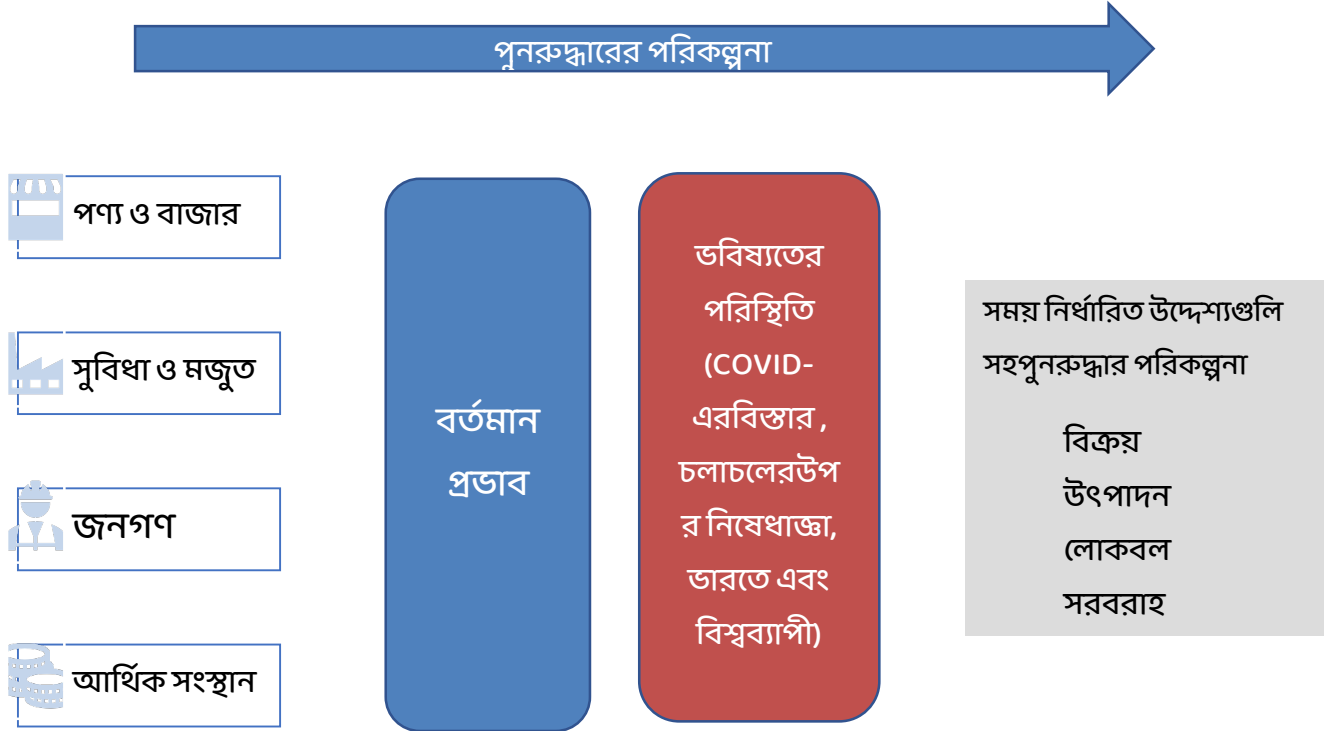 পুনরুদ্ধারের পরিকল্পনা
পণ্য ও বাজার
সুবিধা ও মজুত
জনগণ
আর্থিক সংস্থান
বর্তমান
প্রভাব
ভবিষ্যতের
পরিস্থিতি
(COVID-
এরবিস্তার ,
চলাচলেরউপ
র নিষেধাজ্ঞা,
ভারতে এবং
বিশ্বব্যাপী)
সময় নির্ধারিত উদ্দেশ্যগুলি
সহপুনরুদ্ধার পরিকল্পনা
বিক্রয়
উৎপাদন
লোকবল
সরবরাহ